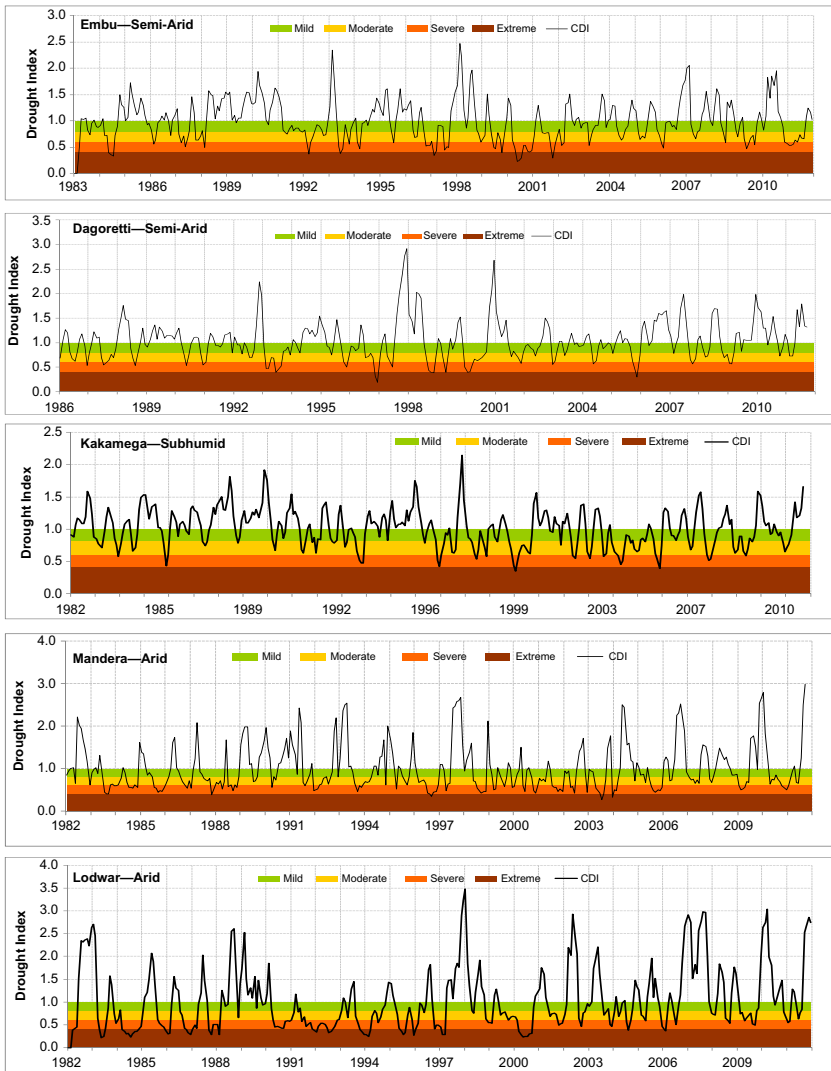 Embu—Semi-Arid
Mild Moderate Severe Extreme CDI
Drought Index
3.0
2.5
2.0
1.5
1.0
0.5
0.0
1983 1986 1989 1992 1995 1998 2001 2004 2007 2010
Dagoretti—Semi-Arid
Mild Moderate Severe Extreme CDI
Drought Index
3.5
3.0
2.5
2.0
1.5
1.0
0.5
0.0
1986 1989 1992 1995 1998 2001 2004 2007 2010
Kakamega—Subhumid
Mild Moderate Severe Extreme CDI
Drought Index
2.5
2.0
1.5
1.0
0.5
0.0
1982 1985 1989 1992 1996 1999 2003 2007 2010
Mandera—Arid
Mild Moderate Severe Extreme CDI
Drought Index
4.0
3.0
2.0
1.0
0.0
1982 1985 1988 1991 1994 1997 2000 2003 2006 2009
Lodwar—Arid
Mild Moderate Severe Extreme CDI
Drought Index
4.0
3.5
3.0
2.5
2.0
1.5
1.0
0.5
0.0
1982 1985 1988 1991 1994 1997 2000 2003 2006 2009